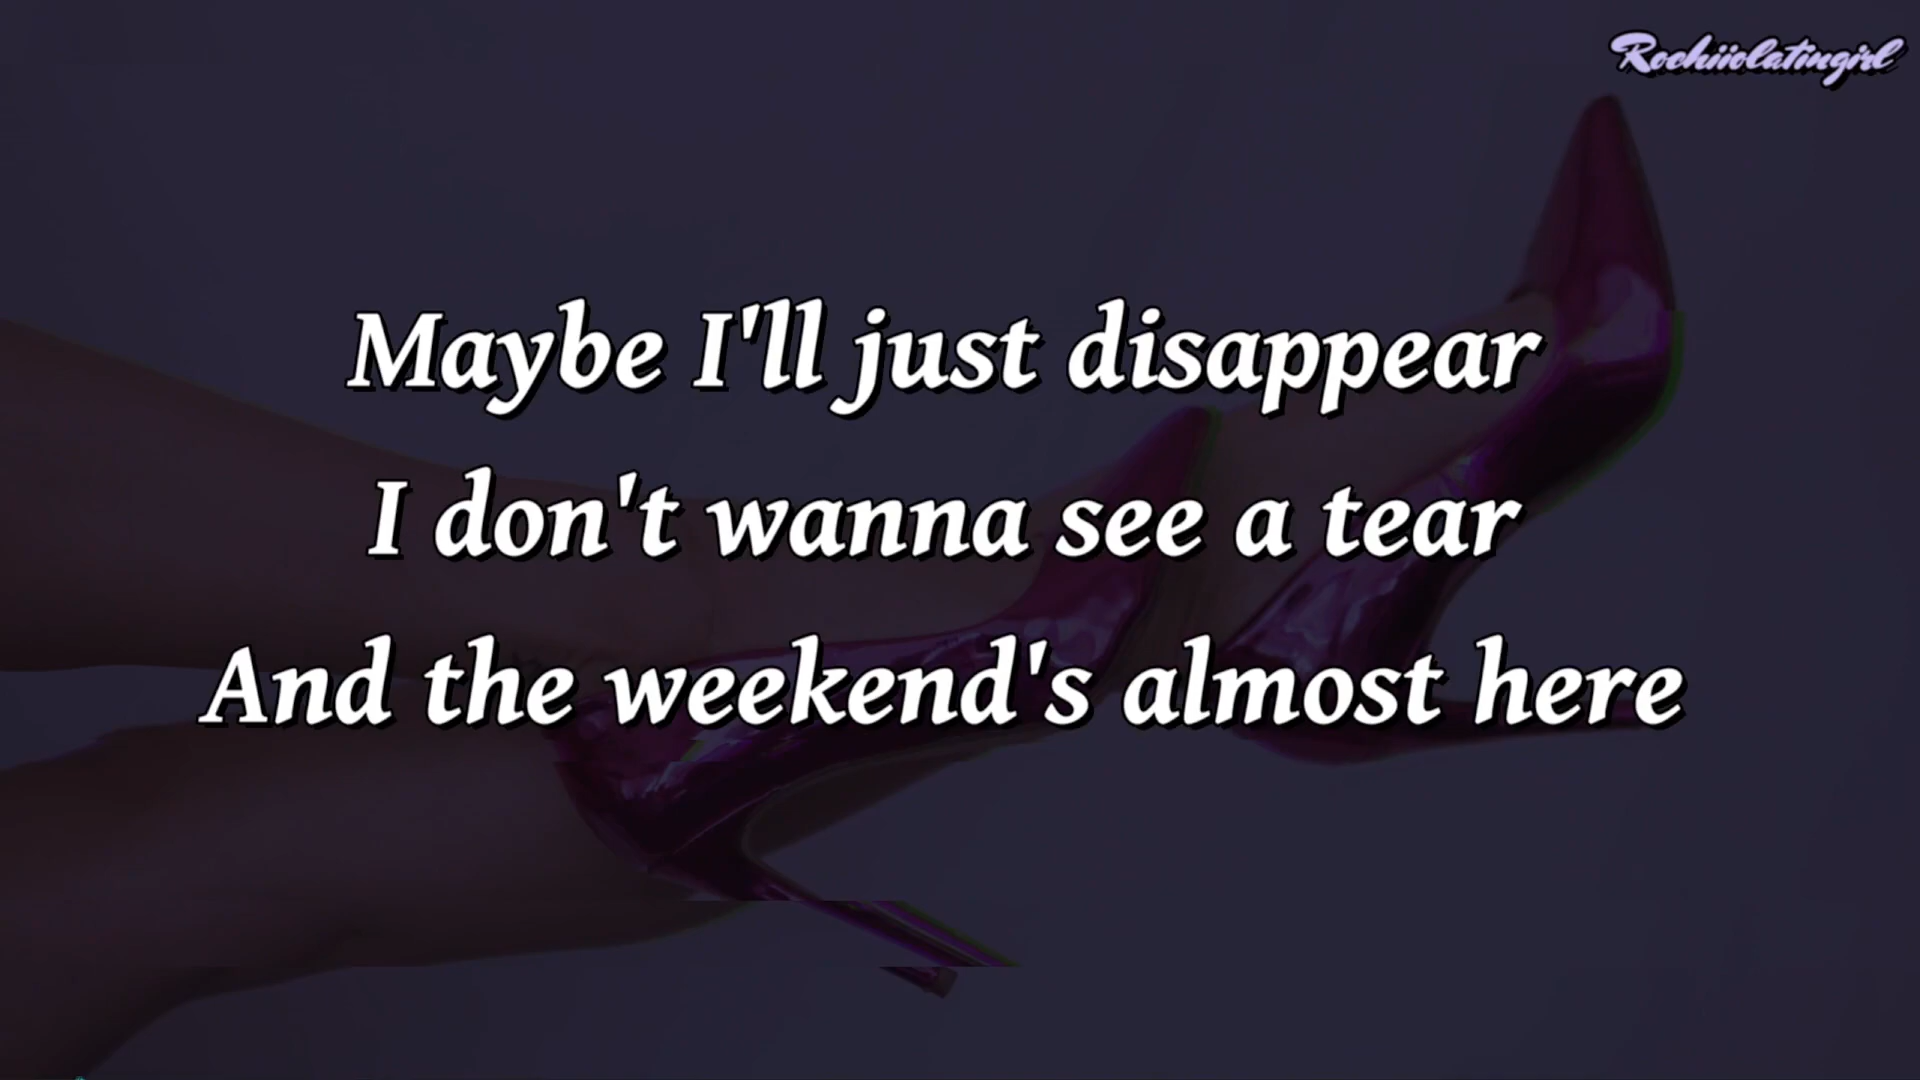 Rochiiolatingirl
Maybe I'll just disappear
I don't wanna see a tear
And the weekend's almost here